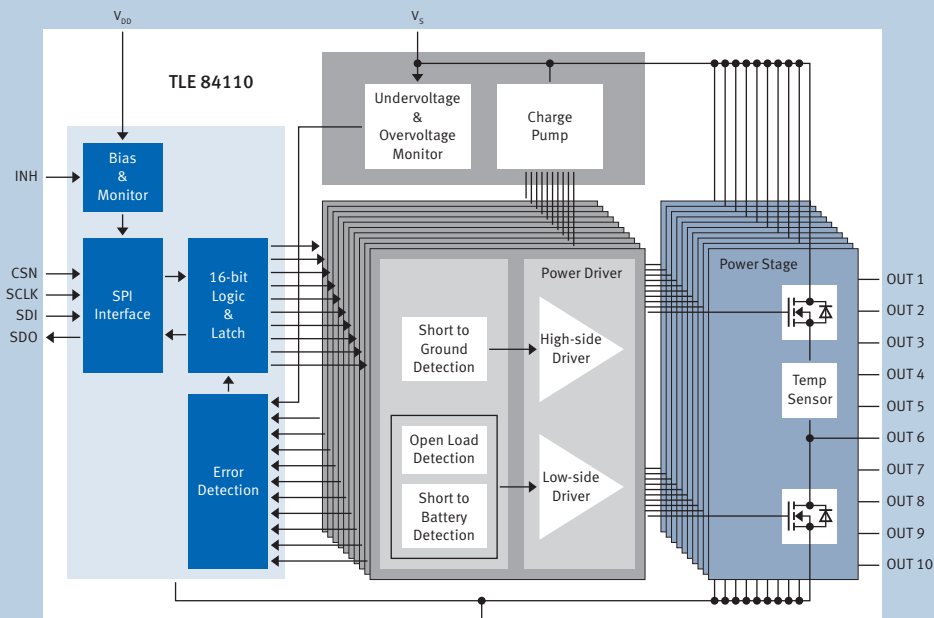 V_DD
V_S
TLE 84110
Undervoltage
&
Overvoltage
Monitor
Charge
Pump
Bias
&
Monitor
INH
CSN
SCLK
SDI
SDO
SPI
Interface
16-bit
Logic
&
Latch
Error
Detection
Short to
Ground
Detection
Open Load
Detection
Short to
Battery
Detection
Power Driver
High-side
Driver
Low-side
Driver
Power Stage
Temp
Sensor
OUT 1
OUT 2
OUT 3
OUT 4
OUT 5
OUT 6
OUT 7
OUT 8
OUT 9
OUT 10